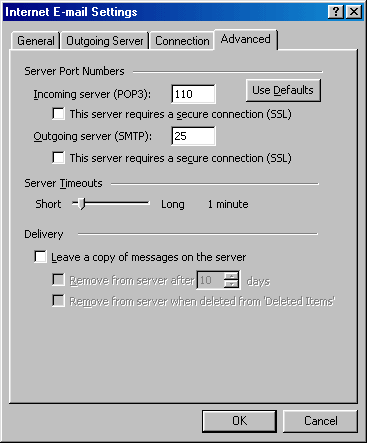 Internet E-mail Settings
General Outgoing Server Connection Advanced
Server Port Numbers
Incoming server (POP3): 110 Use Defaults
This server requires a secure connection (SSL)
Outgoing server (SMTP): 25
This server requires a secure connection (SSL)
Server Timeouts
Short Long 1 minute
Delivery
Leave a copy of messages on the server
Remove from server after 10 days
Remove from server when deleted from 'Deleted Items'
OK Cancel